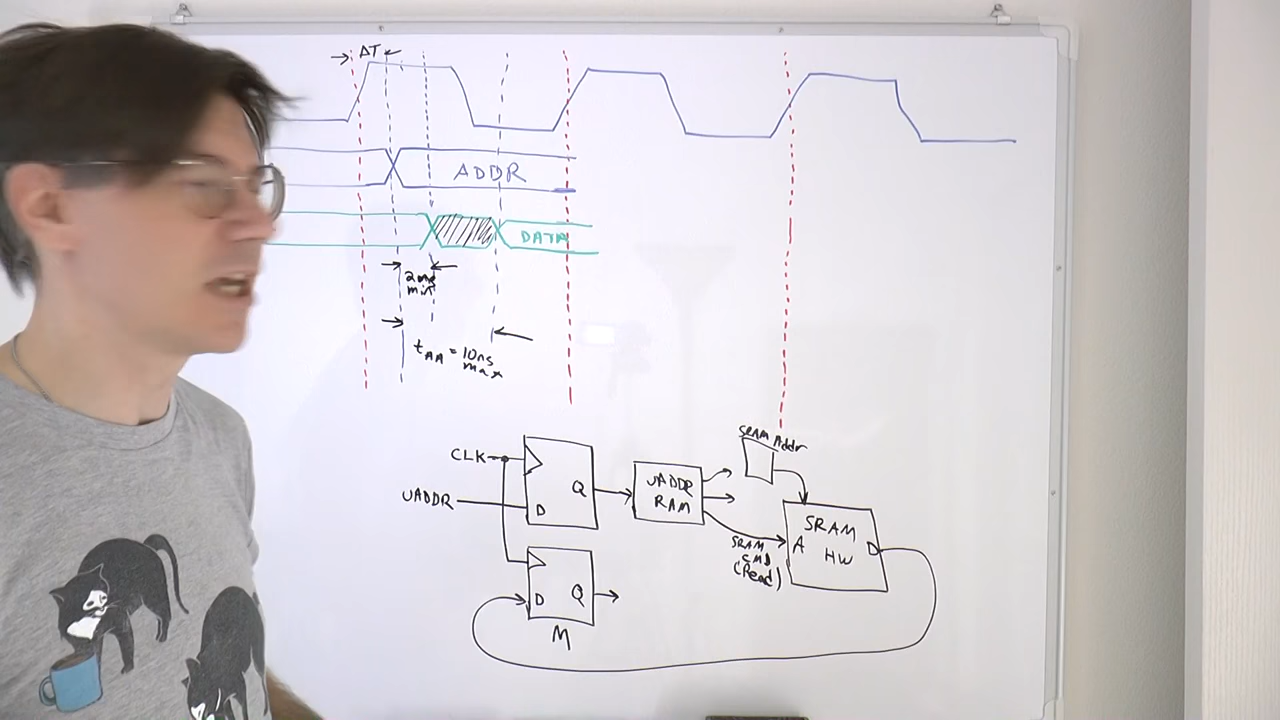 ΔT
ADDR
DATA
2ns
min
tAA = 10ns
max
CLK
UADDR
D
Q
UADDR
RAM
SRAM Addr
SRAM
HW
A
D
SRAM
CMD
(Read)
D
Q
M